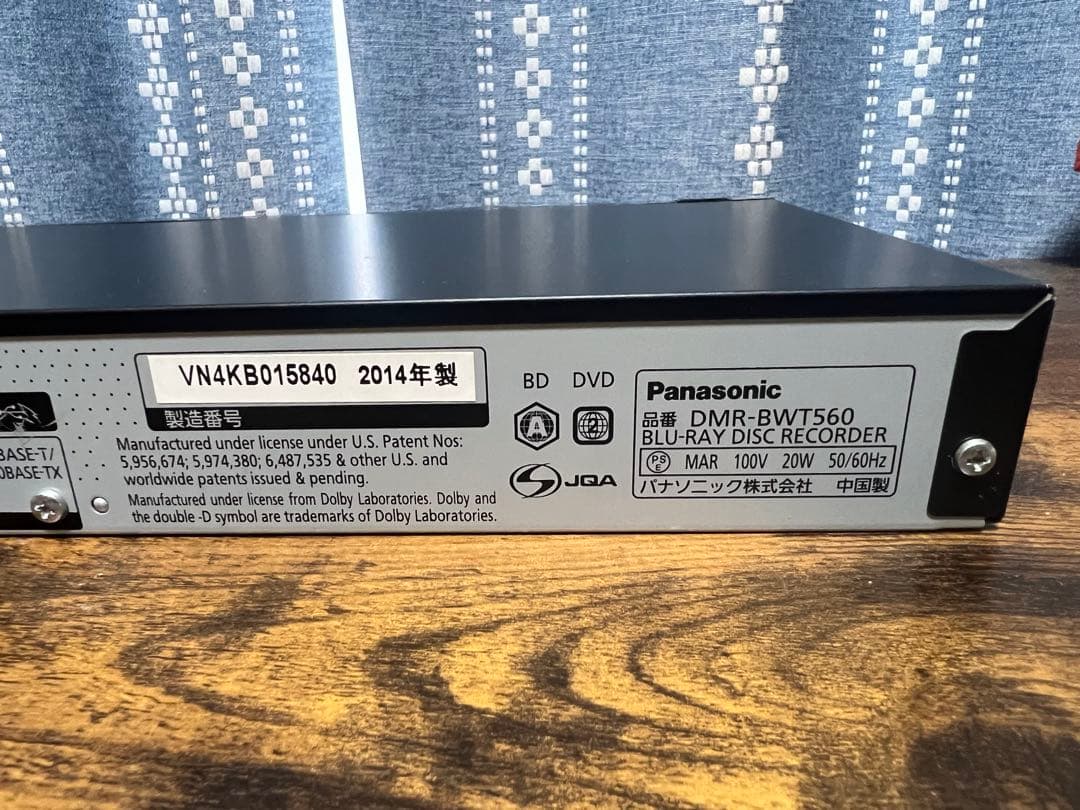 BASE-T/
0BASE-TX
VN4KB015840 2014年製
製造番号
Manufactured under license under U.S. Patent Nos:
5,956,674; 5,974,380; 6,487,535 & other U.S. and
worldwide patents issued & pending.
Manufactured under license from Dolby Laboratories. Dolby and
the double -D symbol are trademarks of Dolby Laboratories.
BD DVD
A 2
JQA
Panasonic
品番 DMR-BWT560
BLU-RAY DISC RECORDER
PS E MAR 100V 20W 50/60Hz
パナソニック株式会社 中国製